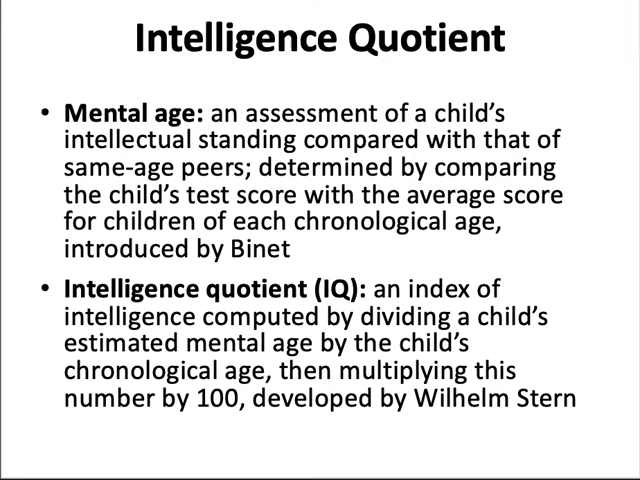 Intelligence Quotient
• Mental age: an assessment of a child's
intellectual standing compared with that of
same-age peers; determined by comparing
the child's test score with the average score
for children of each chronological age,
introduced by Binet
• Intelligence quotient (IQ): an index of
intelligence computed by dividing a child's
estimated mental age by the child's
chronological age, then multiplying this
number by 100, developed by Wilhelm Stern